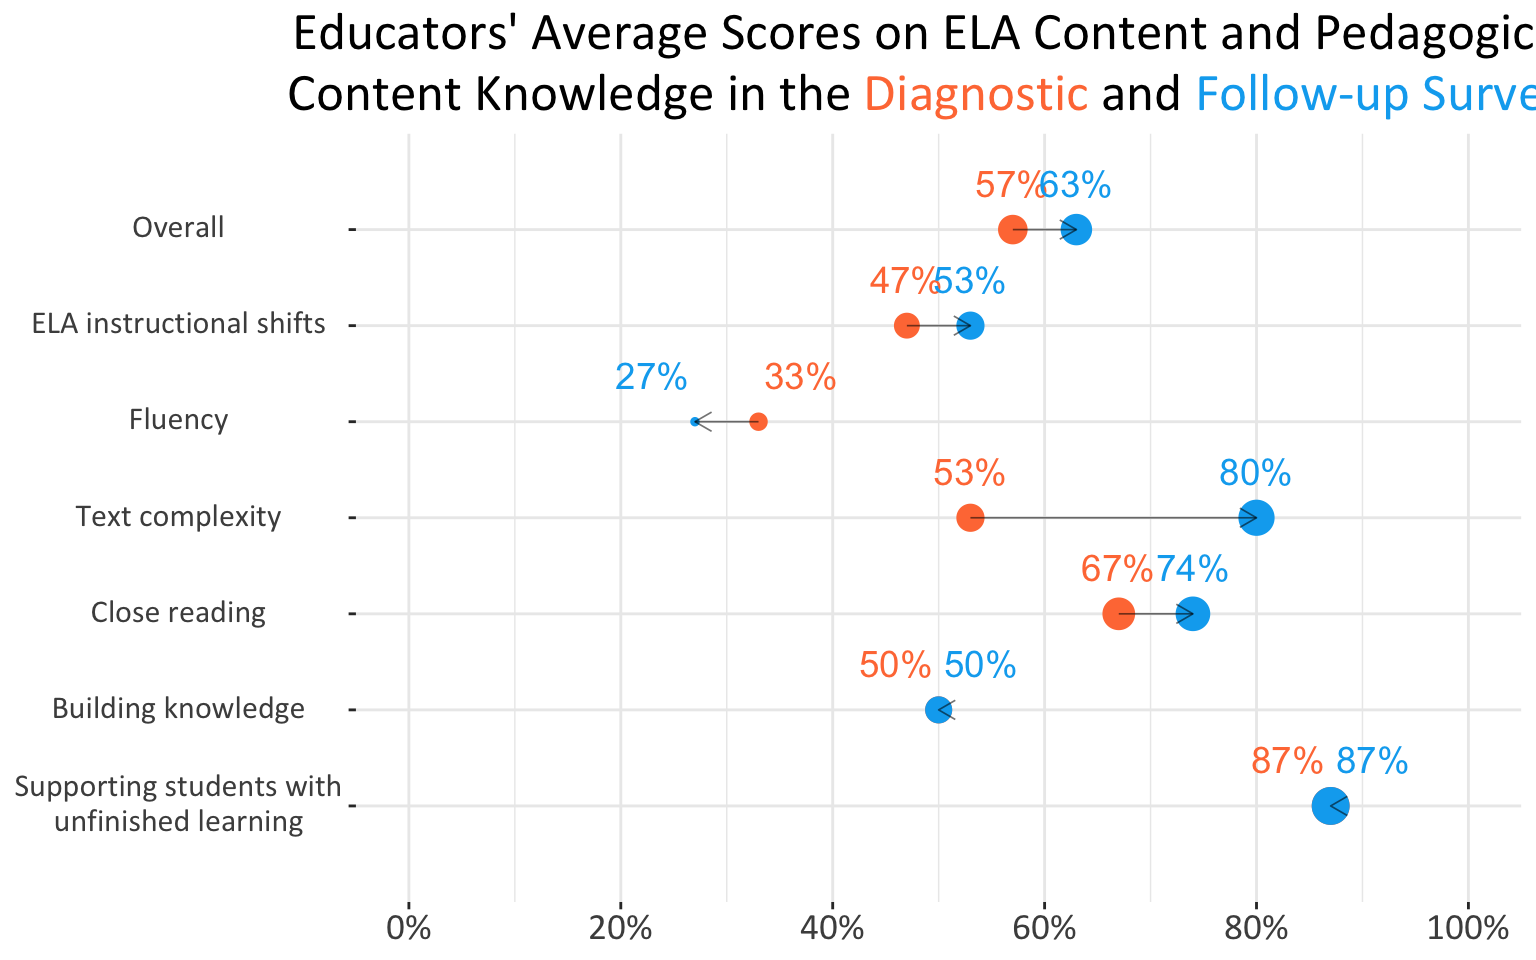 Educators' Average Scores on ELA Content and Pedagogic
Content Knowledge in the Diagnostic and Follow-up Surve
57% 63%
Overall
47% 53%
ELA instructional shifts
27% 33%
Fluency
53% 80%
Text complexity
67% 74%
Close reading
50% 50%
Building knowledge
87% 87%
Supporting students with
unfinished learning
0% 20% 40% 60% 80% 100%